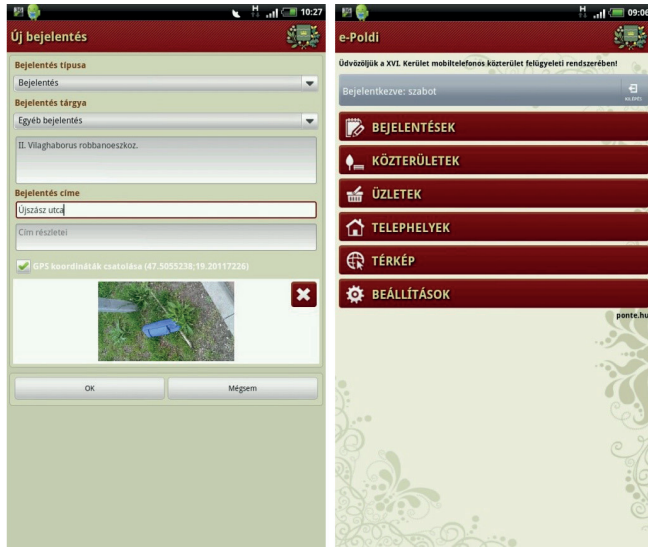 10:27
Új bejelentés
Bejelentés típusa
Bejelentés
Bejelentés tárgya
Egyéb bejelentés
II. Vilaghaborus robbanoeszkoz.
Bejelentés címe
Újszász utca
Cím részletei
GPS koordináták csatolása (47.5055238;19.20117226)
OK
Mégsem
09:06
e-Poldi
Üdvözöljük a XVI. Kerület mobiltelefonos közterület felügyeleti rendszerében!
Bejelentkezve: szabot
BEJELENTÉSEK
KÖZTERÜLETEK
ÜZLETEK
TELEPHELYEK
TÉRKÉP
BEÁLLÍTÁSOK
ponte.hu